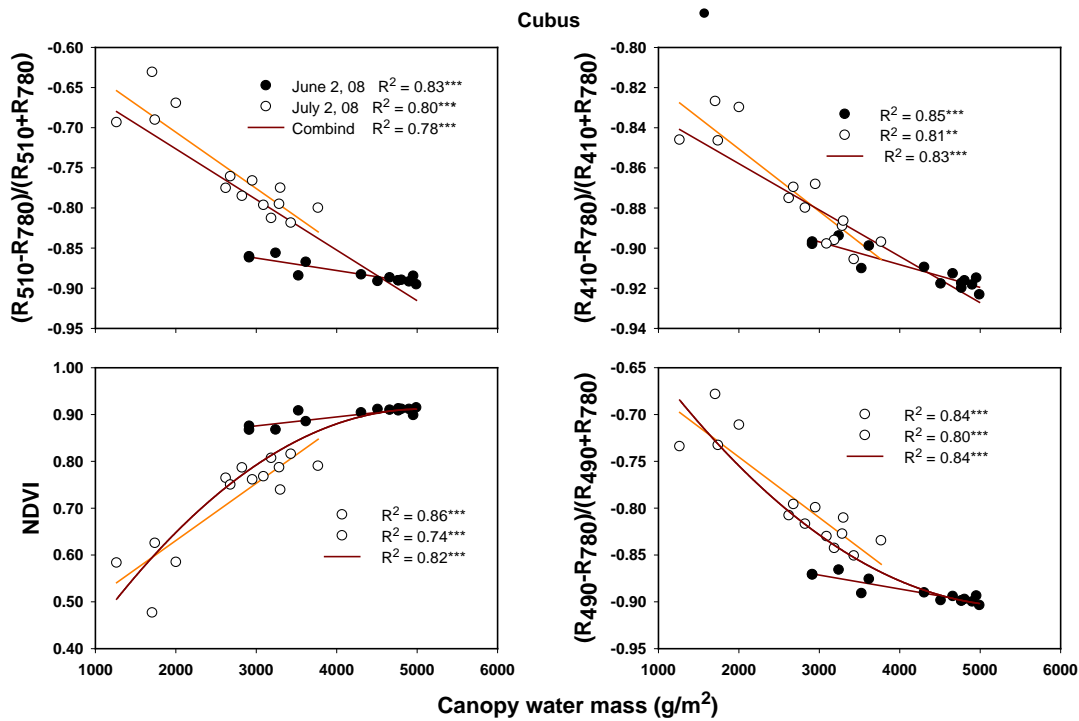 Cubus
(R510-R780)/(R510+R780)
-0.60
-0.65
-0.70
-0.75
-0.80
-0.85
-0.90
-0.95
June 2, 08 R2 = 0.83***
July 2, 08 R2 = 0.80***
Combind R2 = 0.78***
(R410-R780)/(R410+R780)
-0.80
-0.84
-0.88
-0.90
-0.92
-0.94
R2 = 0.85***
R2 = 0.81**
R2 = 0.83***
NDVI
1.00
0.90
0.80
0.70
0.60
0.50
0.40
R2 = 0.86***
R2 = 0.74***
R2 = 0.82***
1000 2000 3000 4000 5000 6000
(R490-R780)/(R490+R780)
-0.65
-0.70
-0.75
-0.85
-0.90
-0.95
R2 = 0.84***
R2 = 0.80***
R2 = 0.84***
1000 2000 3000 4000 5000 6000
Canopy water mass (g/m2)